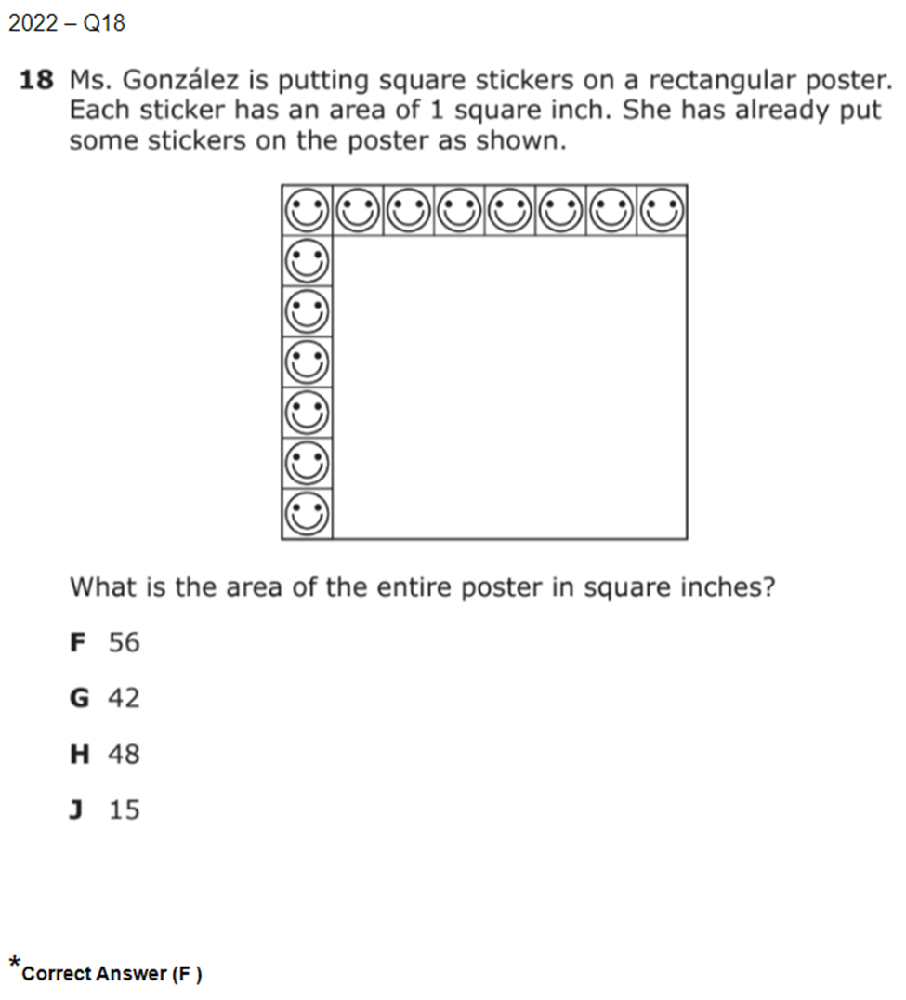 2022 – Q18
18 Ms. González is putting square stickers on a rectangular poster.
Each sticker has an area of 1 square inch. She has already put
some stickers on the poster as shown.
What is the area of the entire poster in square inches?
F 56
G 42
H 48
J 15
*Correct Answer (F )